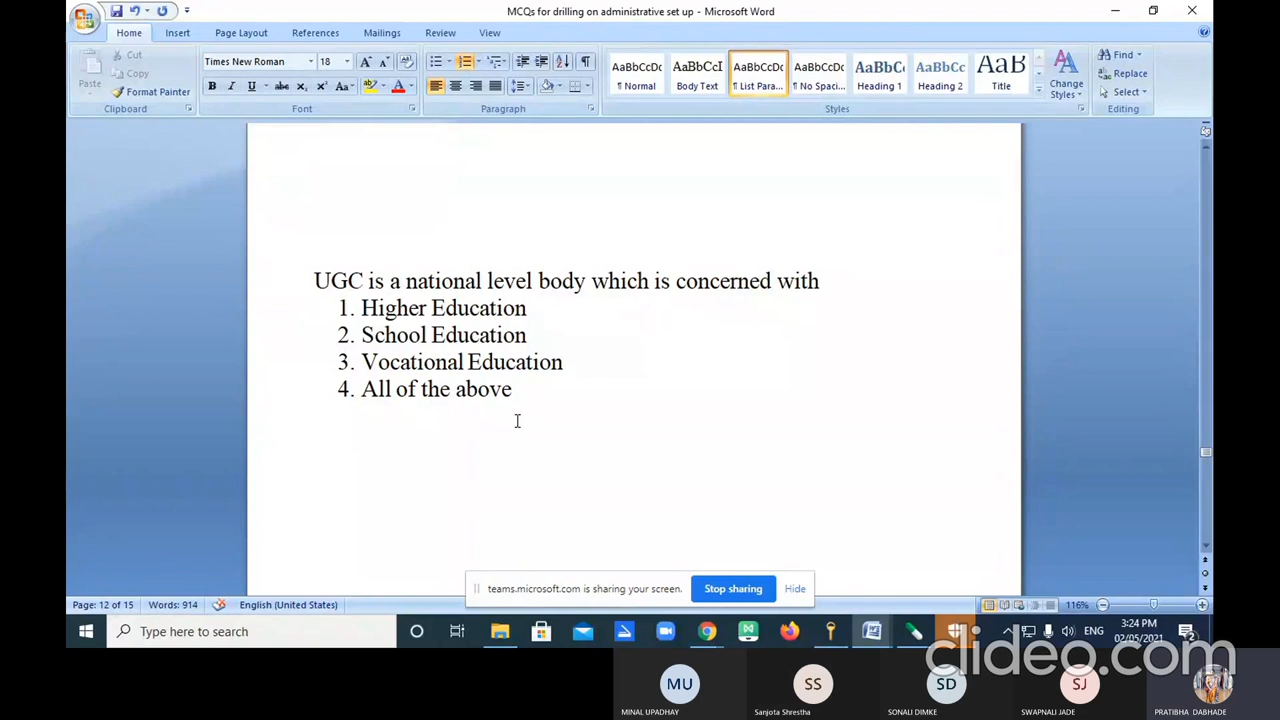 MCQs for drilling on administrative set up - Microsoft Word
Home Insert Page Layout References Mailings Review View
Cut
Copy
Format Painter
Paste
Clipboard
Times New Roman 18
Font
Paragraph
AaBbCcDc AaBbCcI AaBbCcDc AaBbCcDc AaBbC AaBbCc AaB
¶ Normal Body Text ¶ List Para... ¶ No Spaci... Heading 1 Heading 2 Title
Change Styles
Styles
Find
Replace
Select
Editing
UGC is a national level body which is concerned with
1. Higher Education
2. School Education
3. Vocational Education
4. All of the above
teams.microsoft.com is sharing your screen. Stop sharing Hide
Page: 12 of 15 Words: 914 English (United States) 116%
Type here to search
ENG
3:24 PM
02/05/2021
2
clideo.com
MU SS SD SJ
MINAL UPADHAY Sanjota Shrestha SONALI DIMKE SWAPNALI JADE PRATIBHA DABHADE